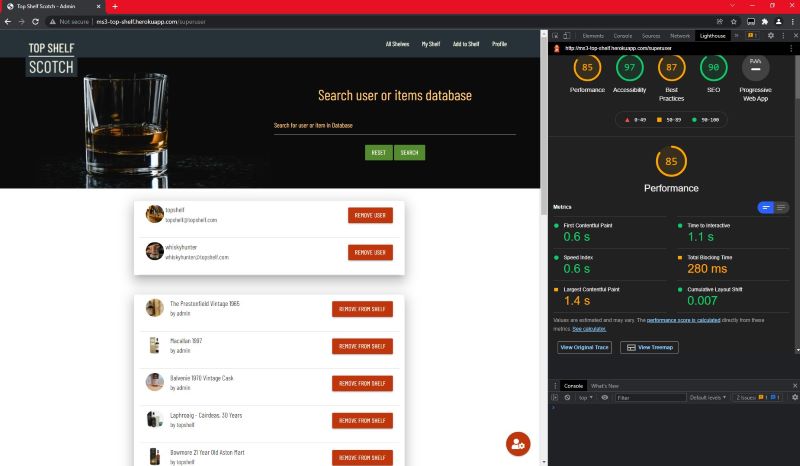 Top Shelf Scotch - Admin
Not secure | ms3-top-shelf.herokuapp.com/superuser
TOP SHELF
SCOTCH
All Shelves My Shelf Add to Shelf Profile
Search user or items database
Search for user or item in Database
RESET SEARCH
topshelf
topshelf@topshelf.com
REMOVE USER
whiskyhunter
whiskyhunter@topshelf.com
REMOVE USER
The Prestonfield Vintage 1965
by admin
REMOVE FROM SHELF
Macallan 1997
by admin
REMOVE FROM SHELF
Balvenie 1970 Vintage Cask
by admin
REMOVE FROM SHELF
Laphroaig - Cairdeas, 30 Years
by topshelf
REMOVE FROM SHELF
Bowmore 21 Year Old Aston Mart
by topshelf
REMOVE FROM SHELF
Elements Console Sources Network Lighthouse
http://ms3-top-shelf.herokuapp.com/superuser
85 97 87 90
Performance Accessibility Best Practices SEO Progressive Web App
0-49 50-89 90-100
85
Performance
Metrics
First Contentful Paint
0.6 s
Time to Interactive
1.1 s
Speed Index
0.6 s
Total Blocking Time
280 ms
Largest Contentful Paint
1.4 s
Cumulative Layout Shift
0.007
Values are estimated and may vary. The performance score is calculated directly from these
metrics. See calculator.
View Original Trace View Treemap
Console What's New
top Filter Default levels 2 Issues: 1 1